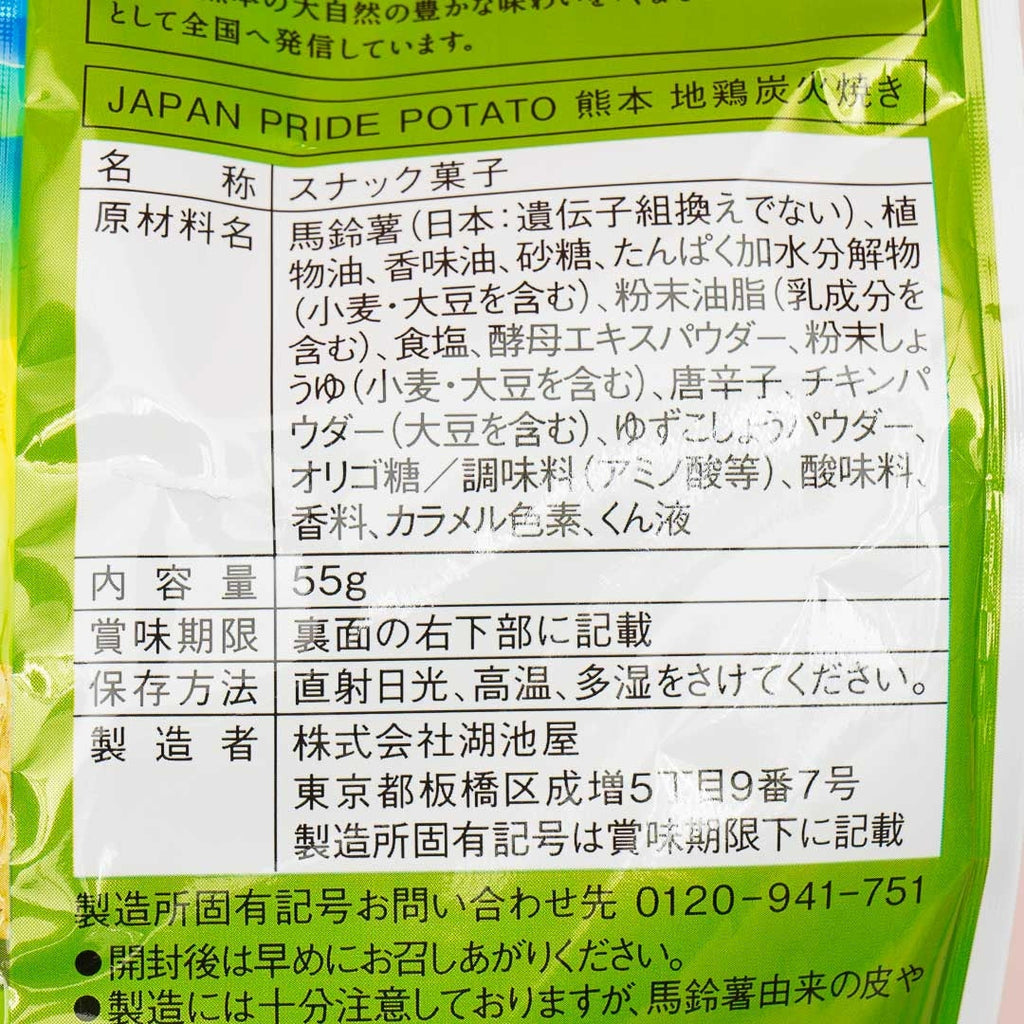 本の大自然の豊かな味わい
として全国へ発信しています。
JAPAN PRIDE POTATO 熊本 地鶏炭火焼き
名称 スナック菓子
原材料名 馬鈴薯(日本:遺伝子組換えでない)、植
物油、香味油、砂糖、たんぱく加水分解物
(小麦・大豆を含む)、粉末油脂(乳成分を
含む)、食塩、酵母エキスパウダー、粉末しょ
うゆ(小麦・大豆を含む)、唐辛子、チキンパ
ウダー(大豆を含む)、ゆずこしょうパウダー、
オリゴ糖/調味料(アミノ酸等)、酸味料、
香料、カラメル色素、くん液
内容量 55g
賞味期限 裏面の右下部に記載
保存方法 直射日光、高温、多湿をさけてください。
製造者 株式会社湖池屋
東京都板橋区成増5丁目9番7号
製造所固有記号は賞味期限下に記載
製造所固有記号お問い合わせ先 0120-941-751
●開封後は早めにお召しあがりください。
●製造には十分注意しておりますが、馬鈴薯由来の皮や